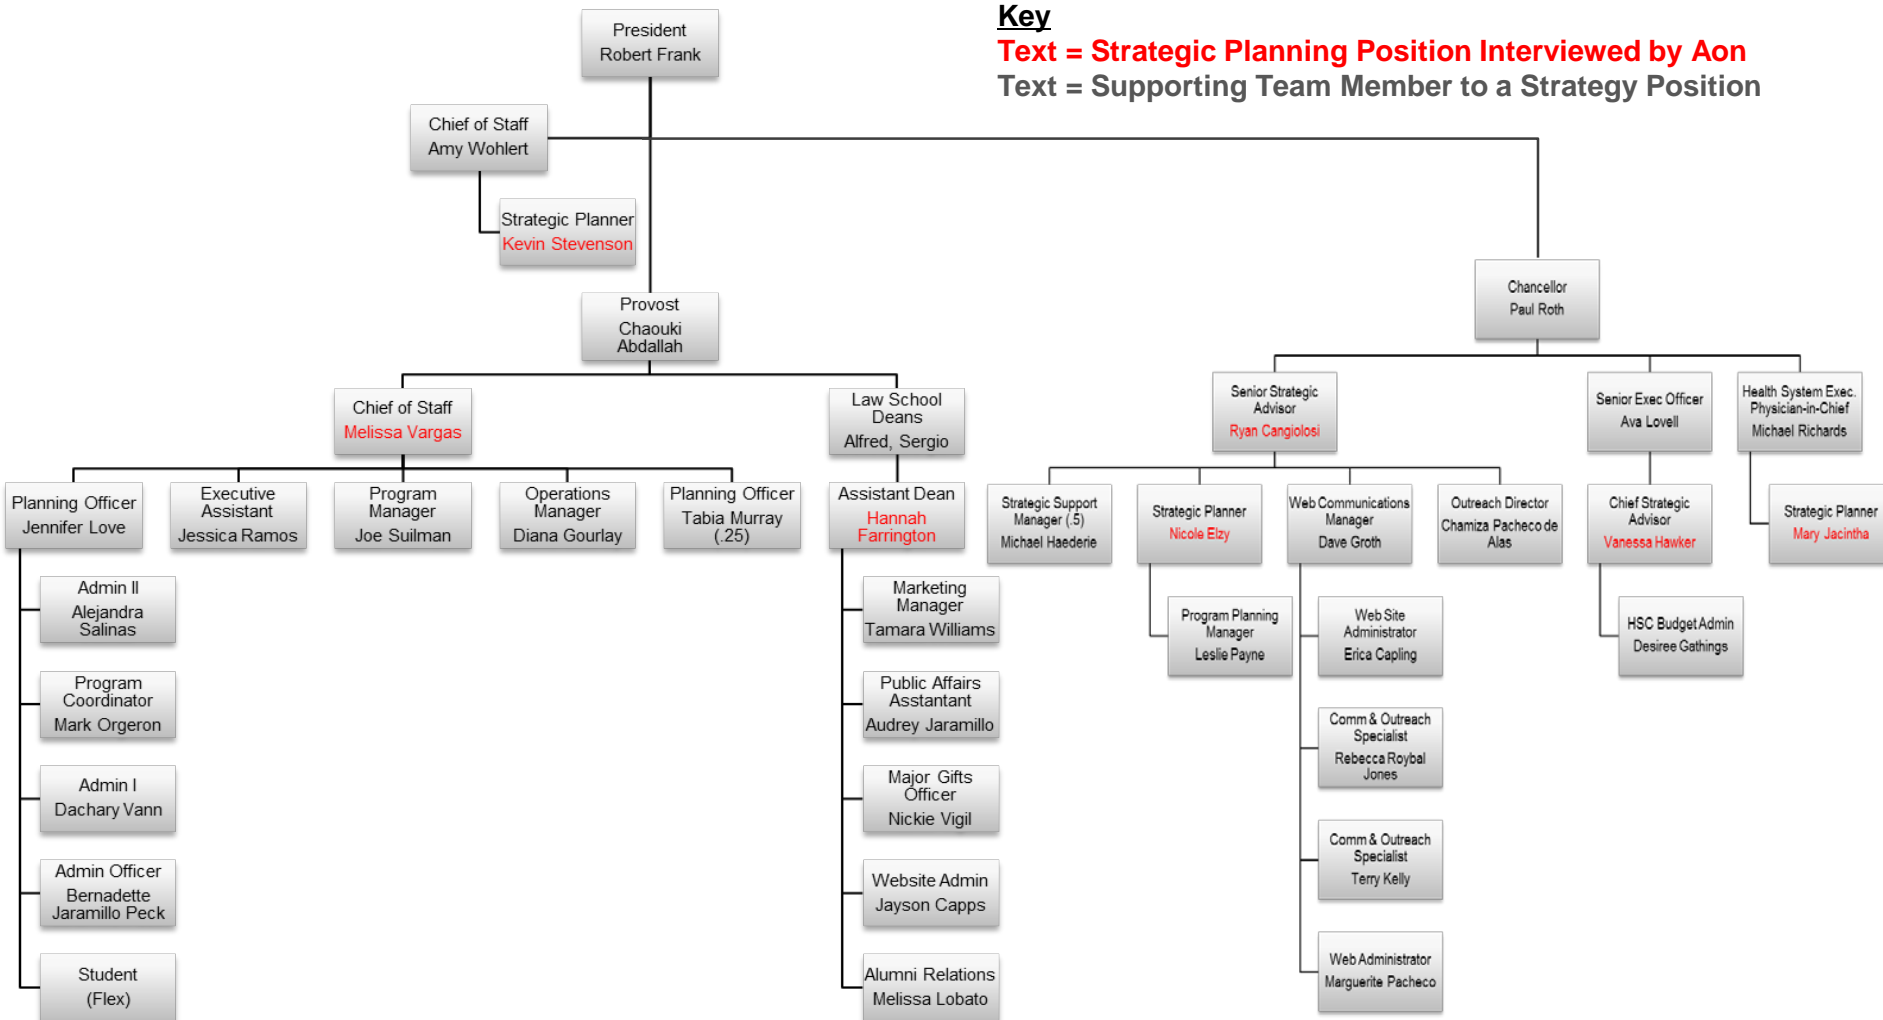 Key
Text = Strategic Planning Position Interviewed by Aon
Text = Supporting Team Member to a Strategy Position
President
Robert Frank
Chief of Staff
Amy Wohlert
Strategic Planner
Kevin Stevenson
Provost
Chaouki
Abdallah
Chancellor
Paul Roth
Chief of Staff
Melissa Vargas
Law School
Deans
Alfred, Sergio
Senior Strategic
Advisor
Ryan Cangiolosi
Senior Exec Officer
Ava Lovell
Health System Exec.
Physician-in-Chief
Michael Richards
Planning Officer
Jennifer Love
Executive
Assistant
Jessica Ramos
Program
Manager
Joe Suilman
Operations
Manager
Diana Gourlay
Planning Officer
Tabia Murray
(.25)
Assistant Dean
Hannah
Farrington
Strategic Support
Manager (.5)
Michael Haederie
Strategic Planner
Nicole Elzy
Web Communications
Manager
Dave Groth
Outreach Director
Chamiza Pacheco de
Alas
Chief Strategic
Advisor
Vanessa Hawker
Strategic Planner
Mary Jacintha
Admin II
Alejandra
Salinas
Program
Coordinator
Mark Orgeron
Admin I
Dachary Vann
Admin Officer
Bernadette
Jaramillo Peck
Student
(Flex)
Marketing
Manager
Tamara Williams
Public Affairs
Asstantant
Audrey Jaramillo
Major Gifts
Officer
Nickie Vigil
Website Admin
Jayson Capps
Alumni Relations
Melissa Lobato
Program Planning
Manager
Leslie Payne
Web Site
Administrator
Erica Capling
Comm & Outreach
Specialist
Rebecca Roybal
Jones
Comm & Outreach
Specialist
Terry Kelly
Web Administrator
Marguerite Pacheco
HSC Budget Admin
Desiree Gathings